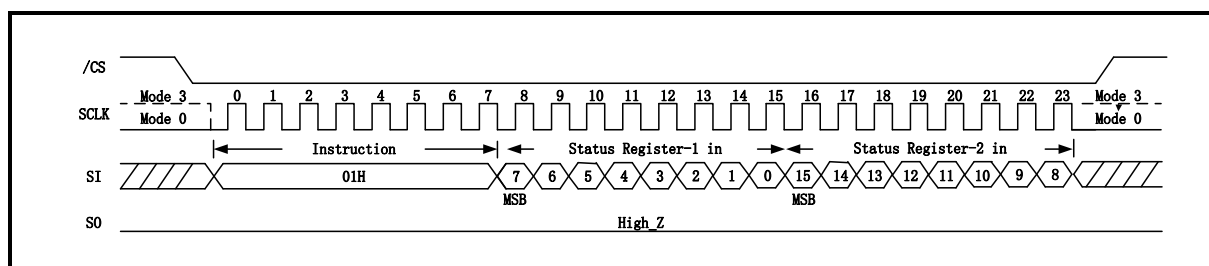 /CS
Mode 3 0 1 2 3 4 5 6 7 8 9 10 11 12 13 14 15 16 17 18 19 20 21 22 23 Mode 3
SCLK
Mode 0 Mode 0
Instruction Status Register-1 in Status Register-2 in
SI 01H 7 6 5 4 3 2 1 0 15 14 13 12 11 10 9 8
MSB MSB
SO High_Z